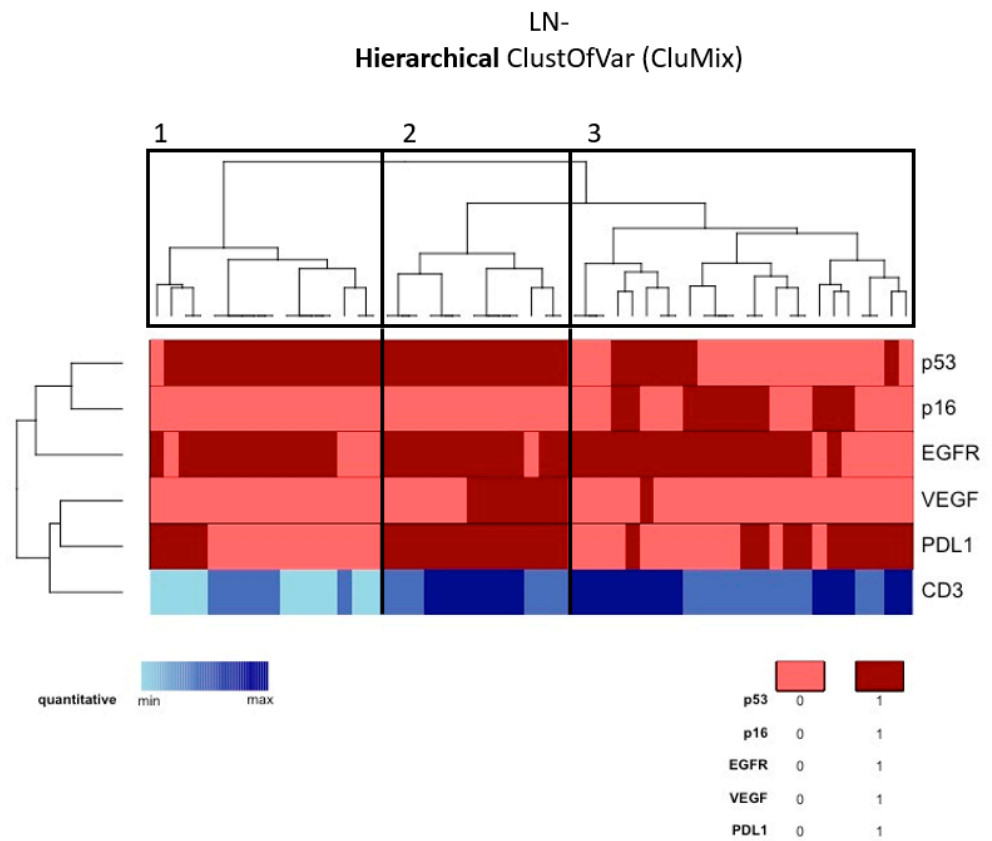 LN-
Hierarchical ClustOfVar (CluMix)
1 2 3
p53
p16
EGFR
VEGF
PDL1
CD3
quantitative min max
p53 0 1
p16 0 1
EGFR 0 1
VEGF 0 1
PDL1 0 1